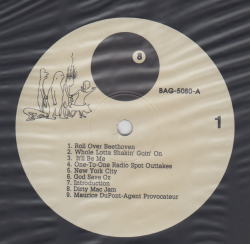 8
BAG-5080-A
1
1. Roll Over Beethoven
2. Whole Lotta Shakin' Goin' On
3. It'll Be Me
4. One-To-One Radio Spot Outtakes
5. New York City
6. God Save Oz
7. Introduction
8. Dirty Mac Jam
9. Maurice DuPont-Agent Provocateur